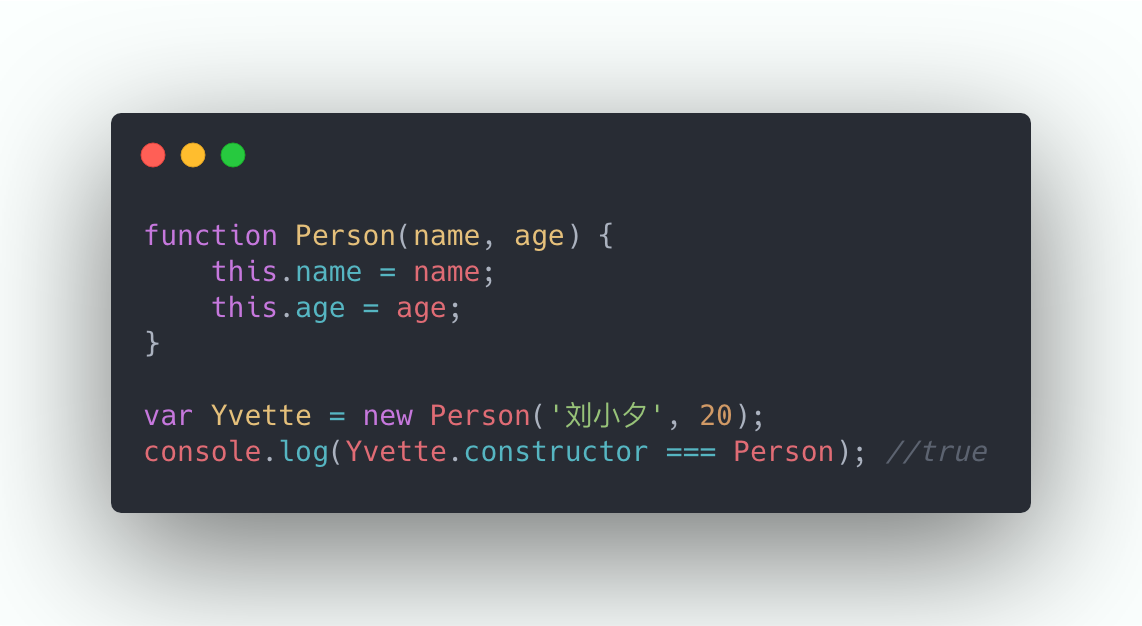 function Person(name, age) {
    this.name = name;
    this.age = age;
}
var Yvette = new Person('刘小夕', 20);
console.log(Yvette.constructor === Person); //true